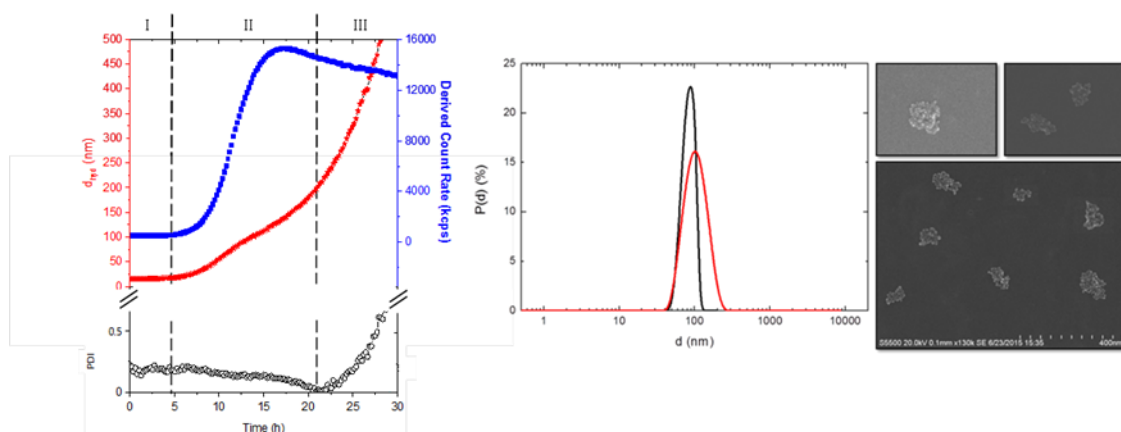 I II III
500
450
400
350
300
250
200
150
100
50
0
d_hyd (nm)
16000
12000
8000
4000
0
Derived Count Rate (kcps)
0.5
0
PDI
0 5 10 15 20 25 30
Time (h)
25
20
15
10
5
0
P(d) (%)
1 10 100 1000 10000
d (nm)
S5500 20.0kV 0.1mm x130k SE 6/23/2015 15:35 400nm